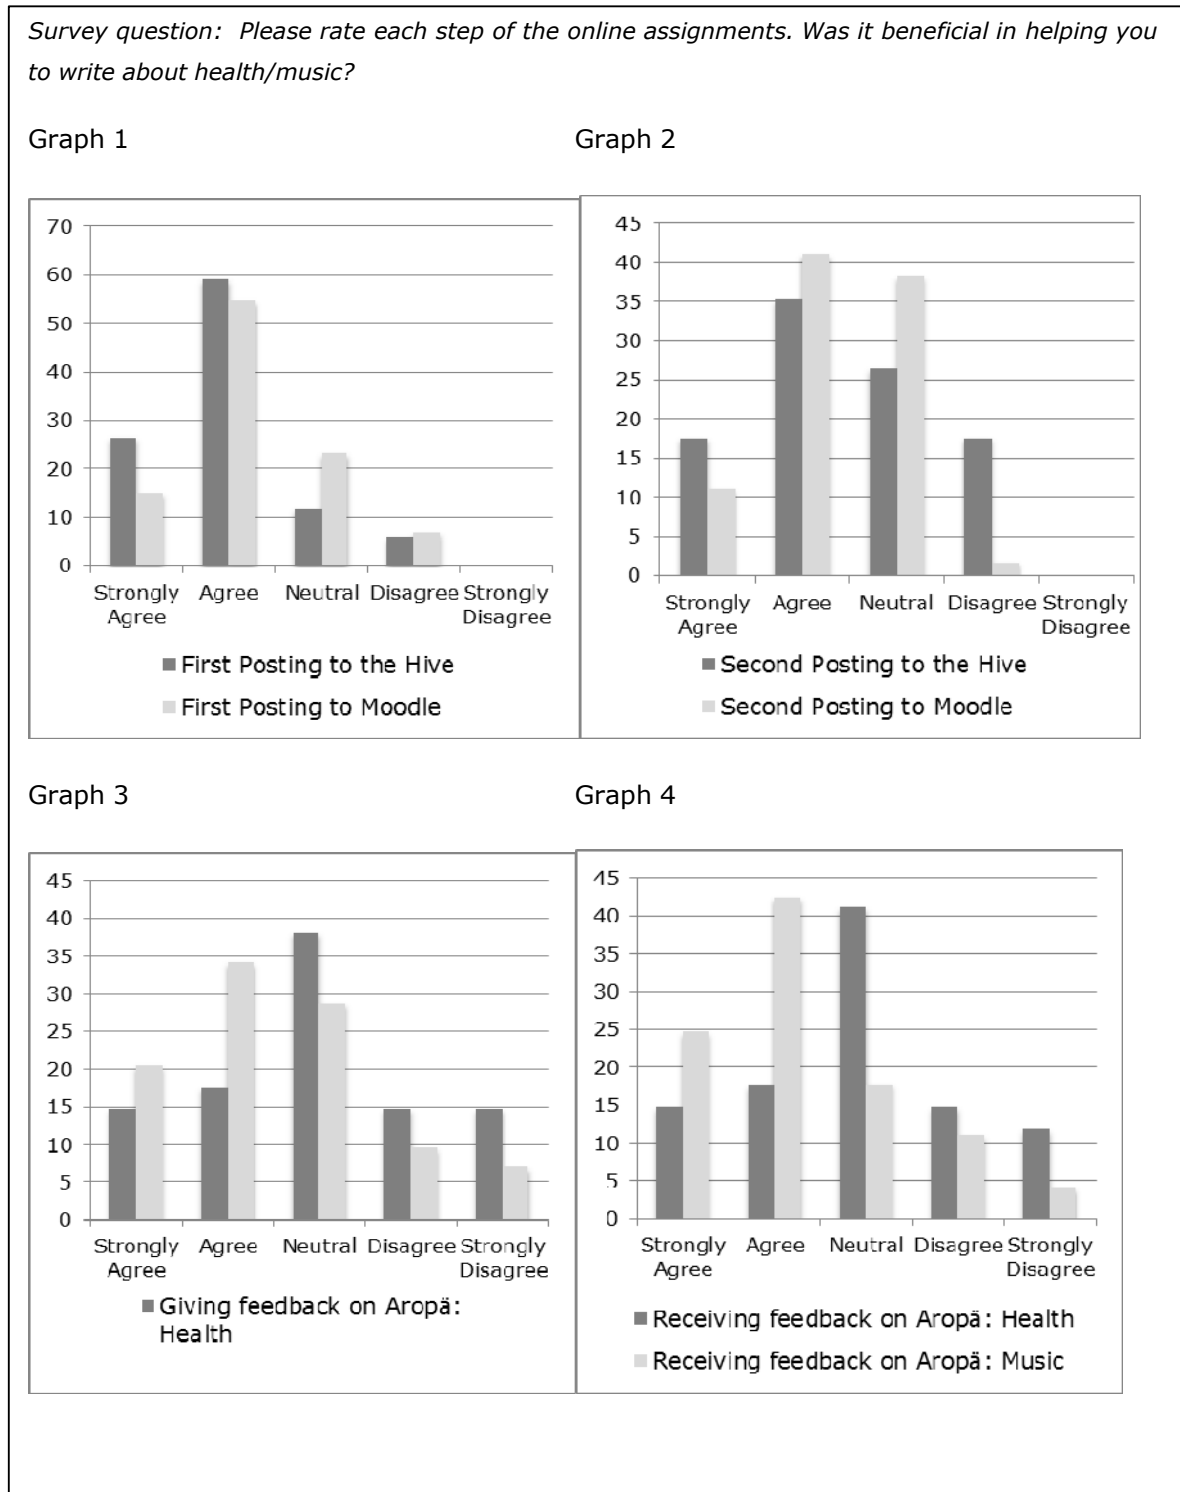 Survey question:  Please rate each step of the online assignments. Was it beneficial in helping you
to write about health/music?
Graph 1
Graph 2
70
60
50
40
30
20
10
0
Strongly Agree
Agree
Neutral
Disagree
Strongly Disagree
First Posting to the Hive
First Posting to Moodle
45
40
35
30
25
20
15
10
5
0
Strongly Agree
Agree
Neutral
Disagree
Strongly Disagree
Second Posting to the Hive
Second Posting to Moodle
Graph 3
Graph 4
45
40
35
30
25
20
15
10
5
0
Strongly Agree
Agree
Neutral
Disagree
Strongly Disagree
Giving feedback on Aropä:
Health
45
40
35
30
25
20
15
10
5
0
Strongly Agree
Agree
Neutral
Disagree
Strongly Disagree
Receiving feedback on Aropä: Health
Receiving feedback on Aropä: Music